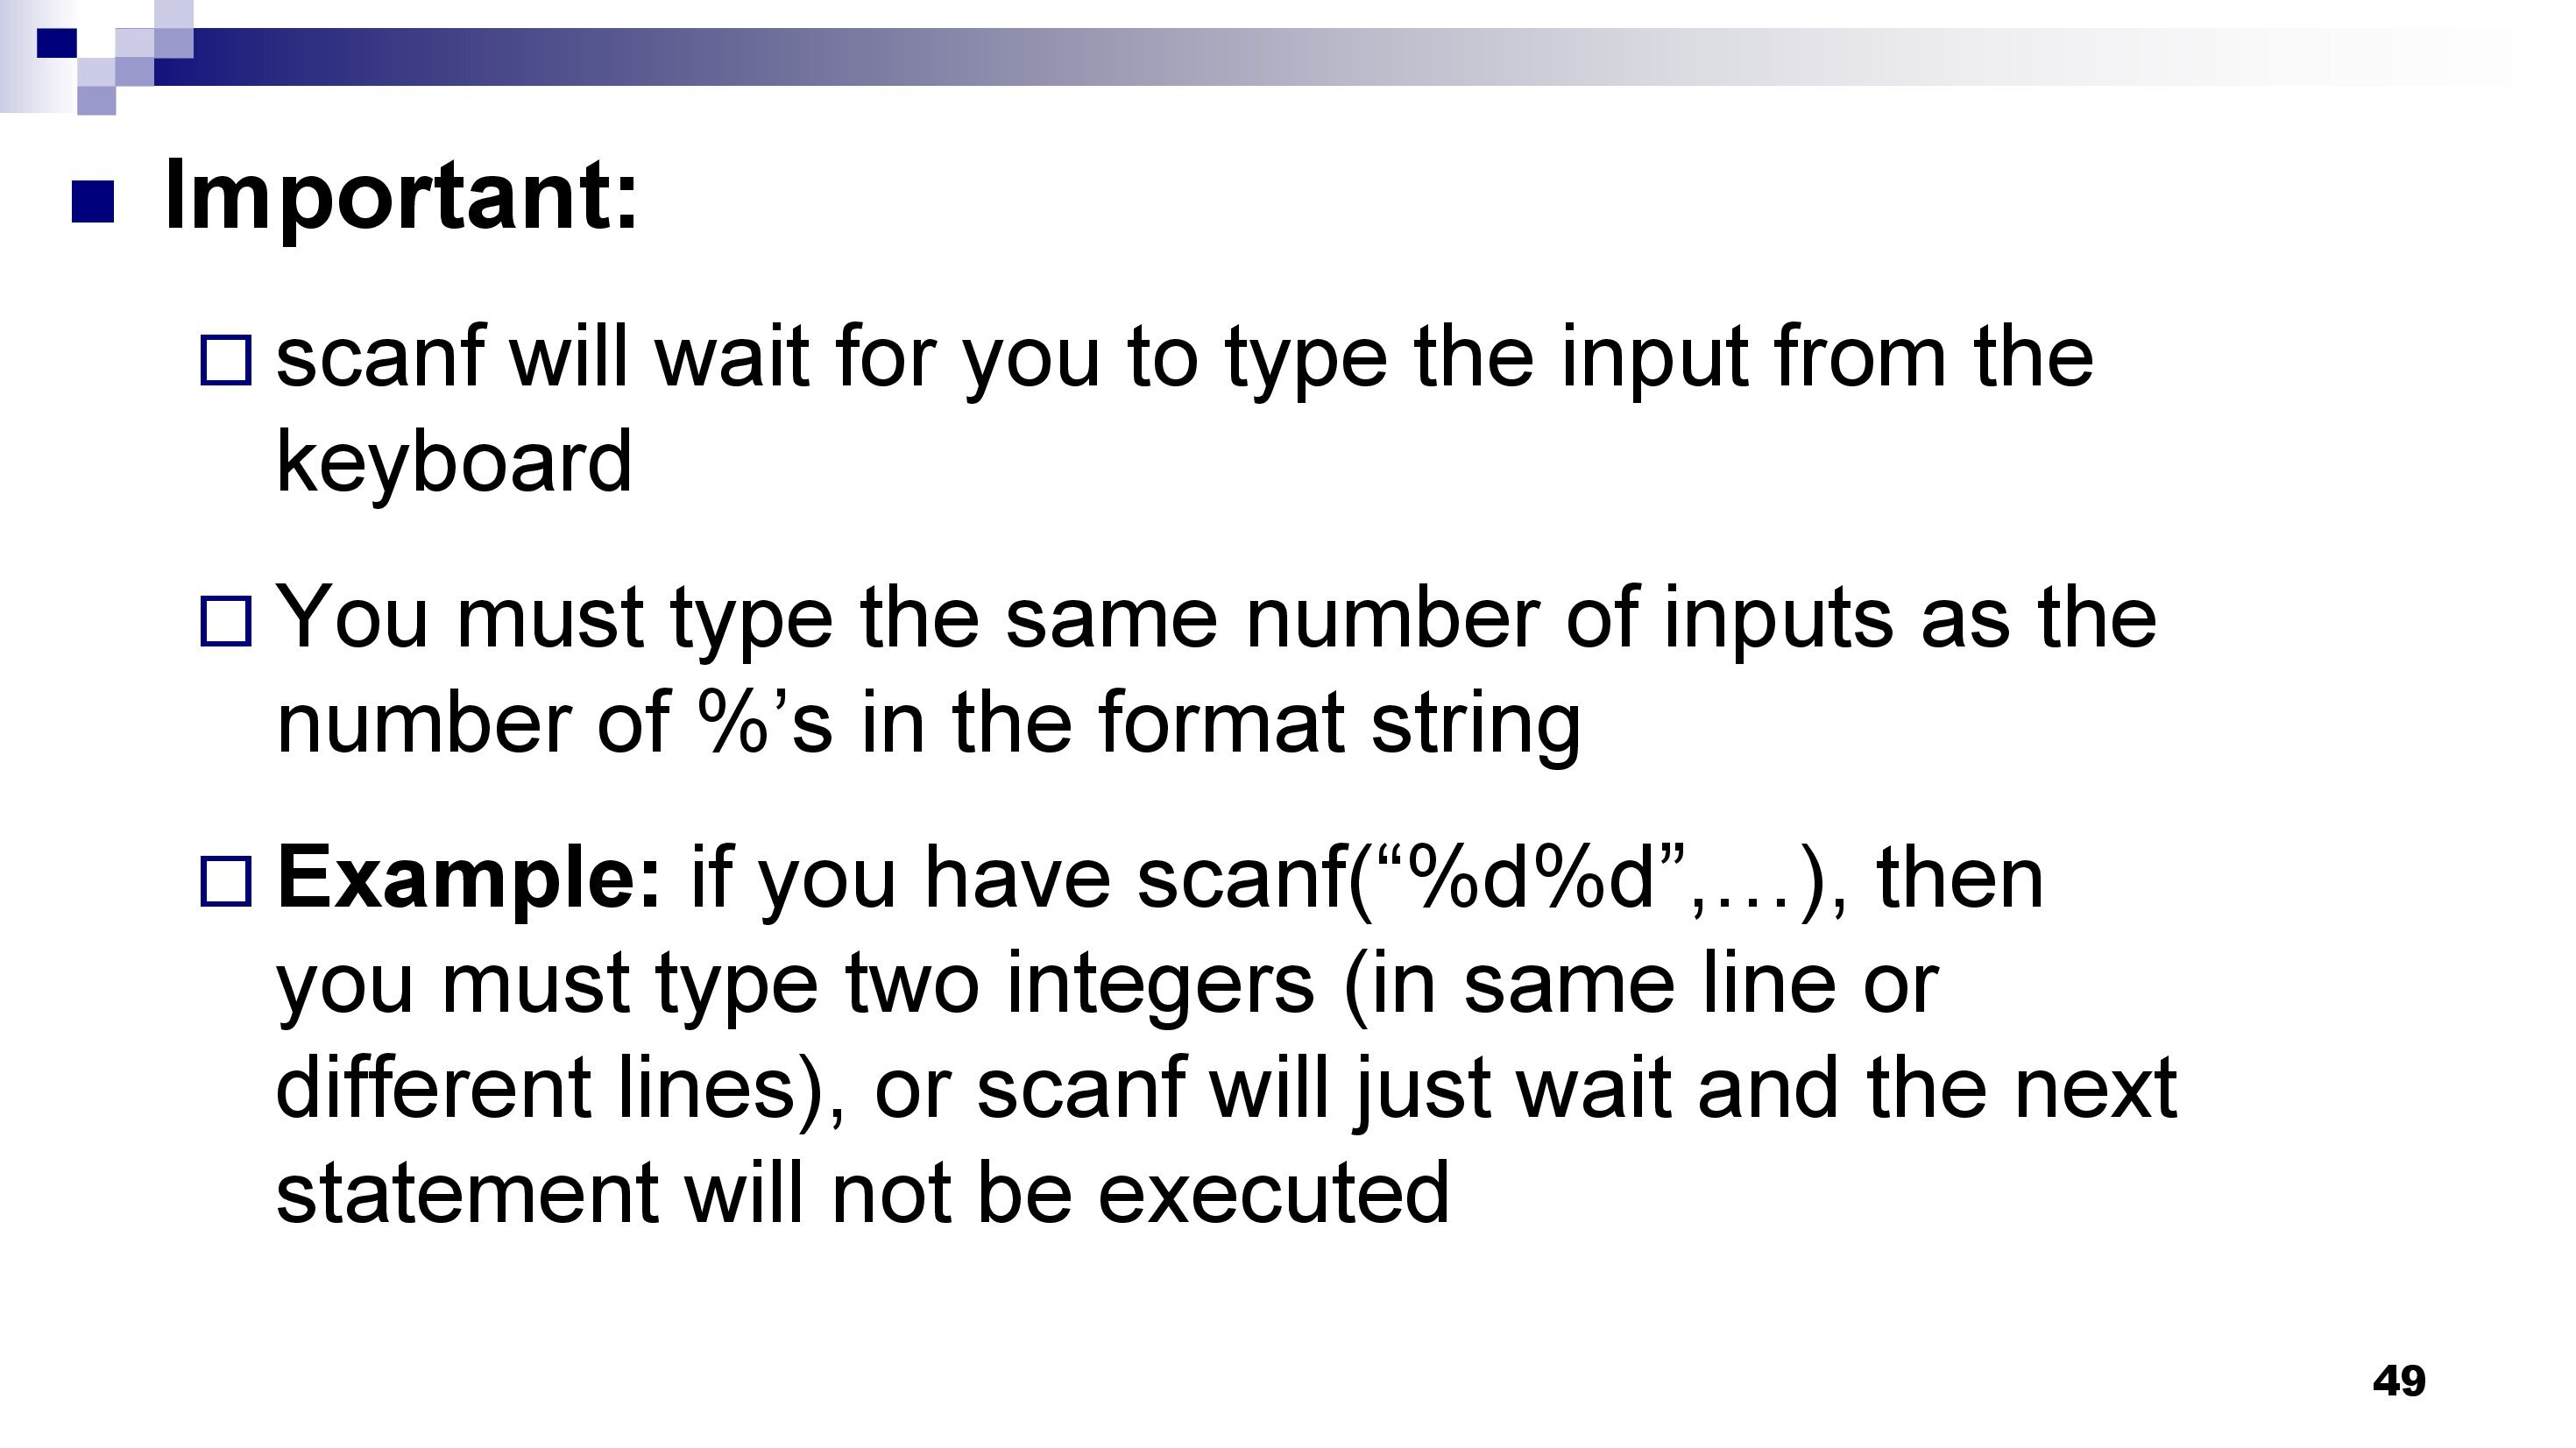 Important:
scanf will wait for you to type the input from the
keyboard
You must type the same number of inputs as the
number of %’s in the format string
Example: if you have scanf(“%d%d”,…), then
you must type two integers (in same line or
different lines), or scanf will just wait and the next
statement will not be executed
49